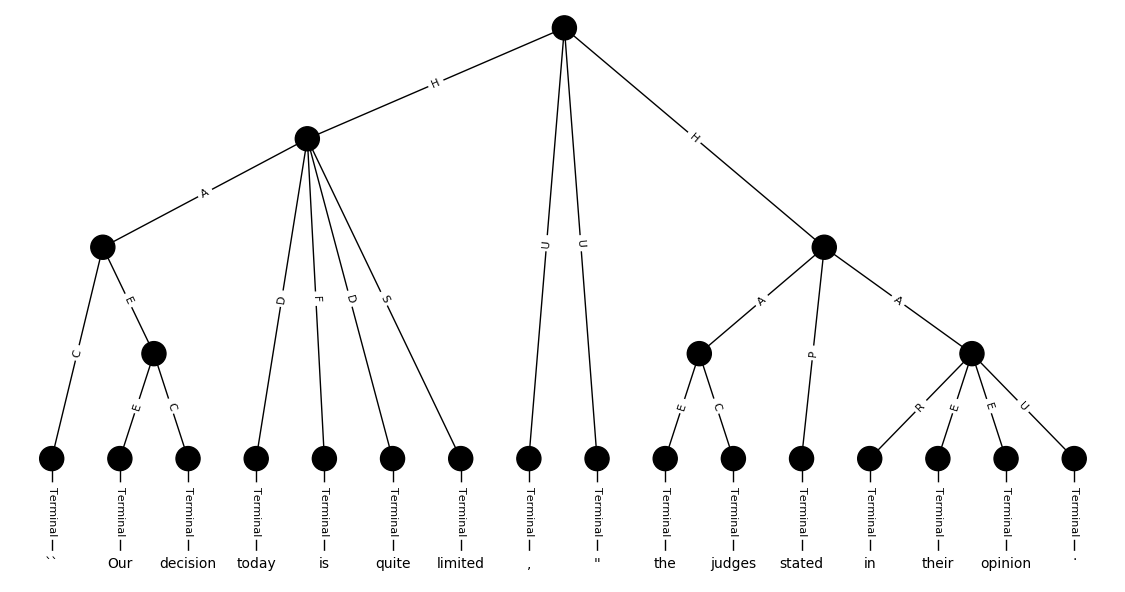 H
H
A
A
A
E
U
U
D
F
D
S
C
P
E
C
E
C
R
E
E
U
Terminal Terminal Terminal Terminal Terminal Terminal Terminal Terminal Terminal Terminal Terminal Terminal Terminal Terminal Terminal Terminal
`` Our decision today is quite limited , " the judges stated in their opinion .